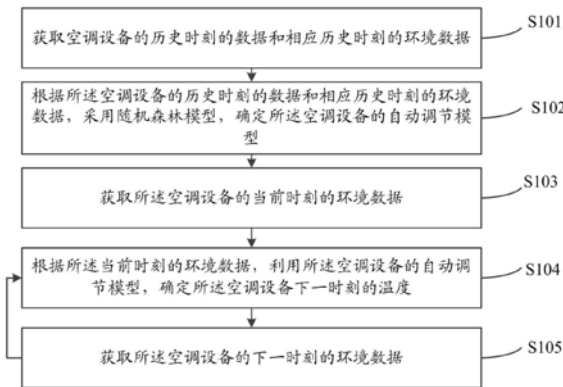 获取空调设备的历史时刻的数据和相应历史时刻的环境数据
S101
根据所述空调设备的历史时刻的数据和相应历史时刻的环境
数据，采用随机森林模型，确定所述空调设备的自动调节模
型
S102
获取所述空调设备的当前时刻的环境数据
S103
根据所述当前时刻的环境数据，利用所述空调设备的自动调
节模型，确定所述空调设备下一时刻的温度
S104
获取所述空调设备的下一时刻的环境数据
S105